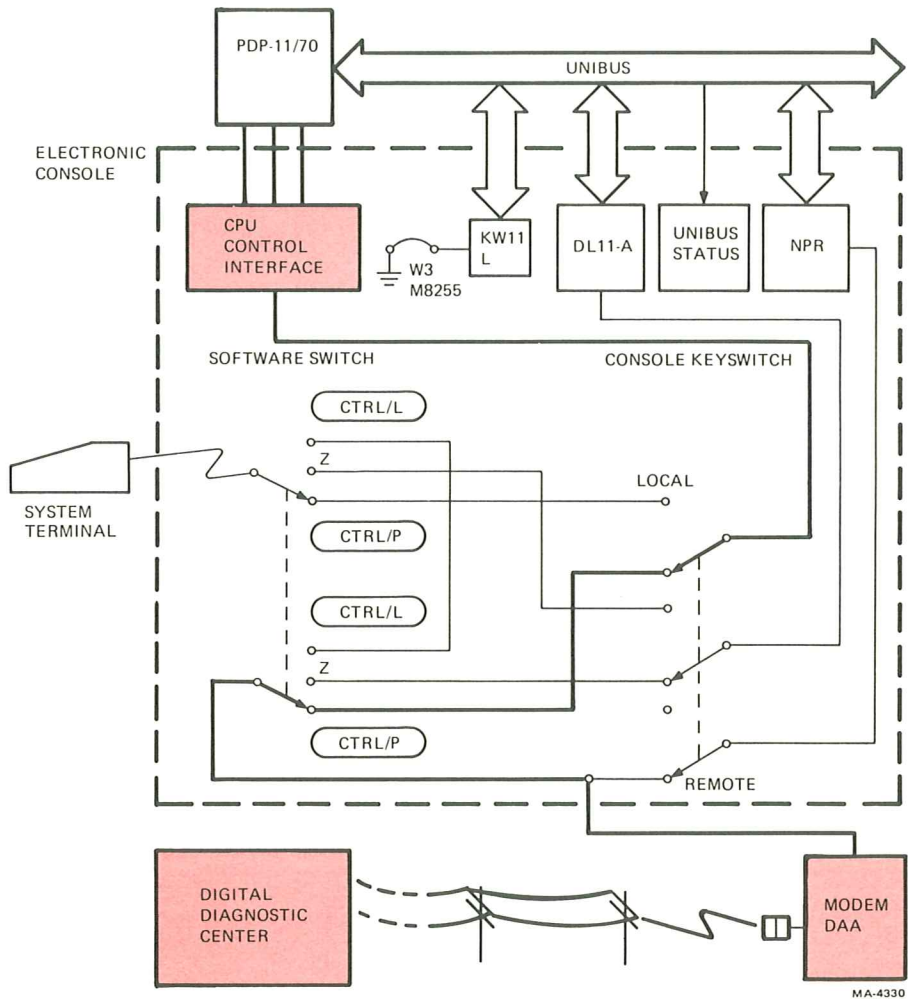 PDP-11/70
UNIBUS
ELECTRONIC
CONSOLE
CPU
CONTROL
INTERFACE
W3
M8255
KW11
L
DL11-A
UNIBUS
STATUS
NPR
SOFTWARE SWITCH
CONSOLE KEYSWITCH
CTRL/L
Z
LOCAL
SYSTEM
TERMINAL
CTRL/P
CTRL/L
Z
CTRL/P
REMOTE
DIGITAL
DIAGNOSTIC
CENTER
MODEM
DAA
MA-4330